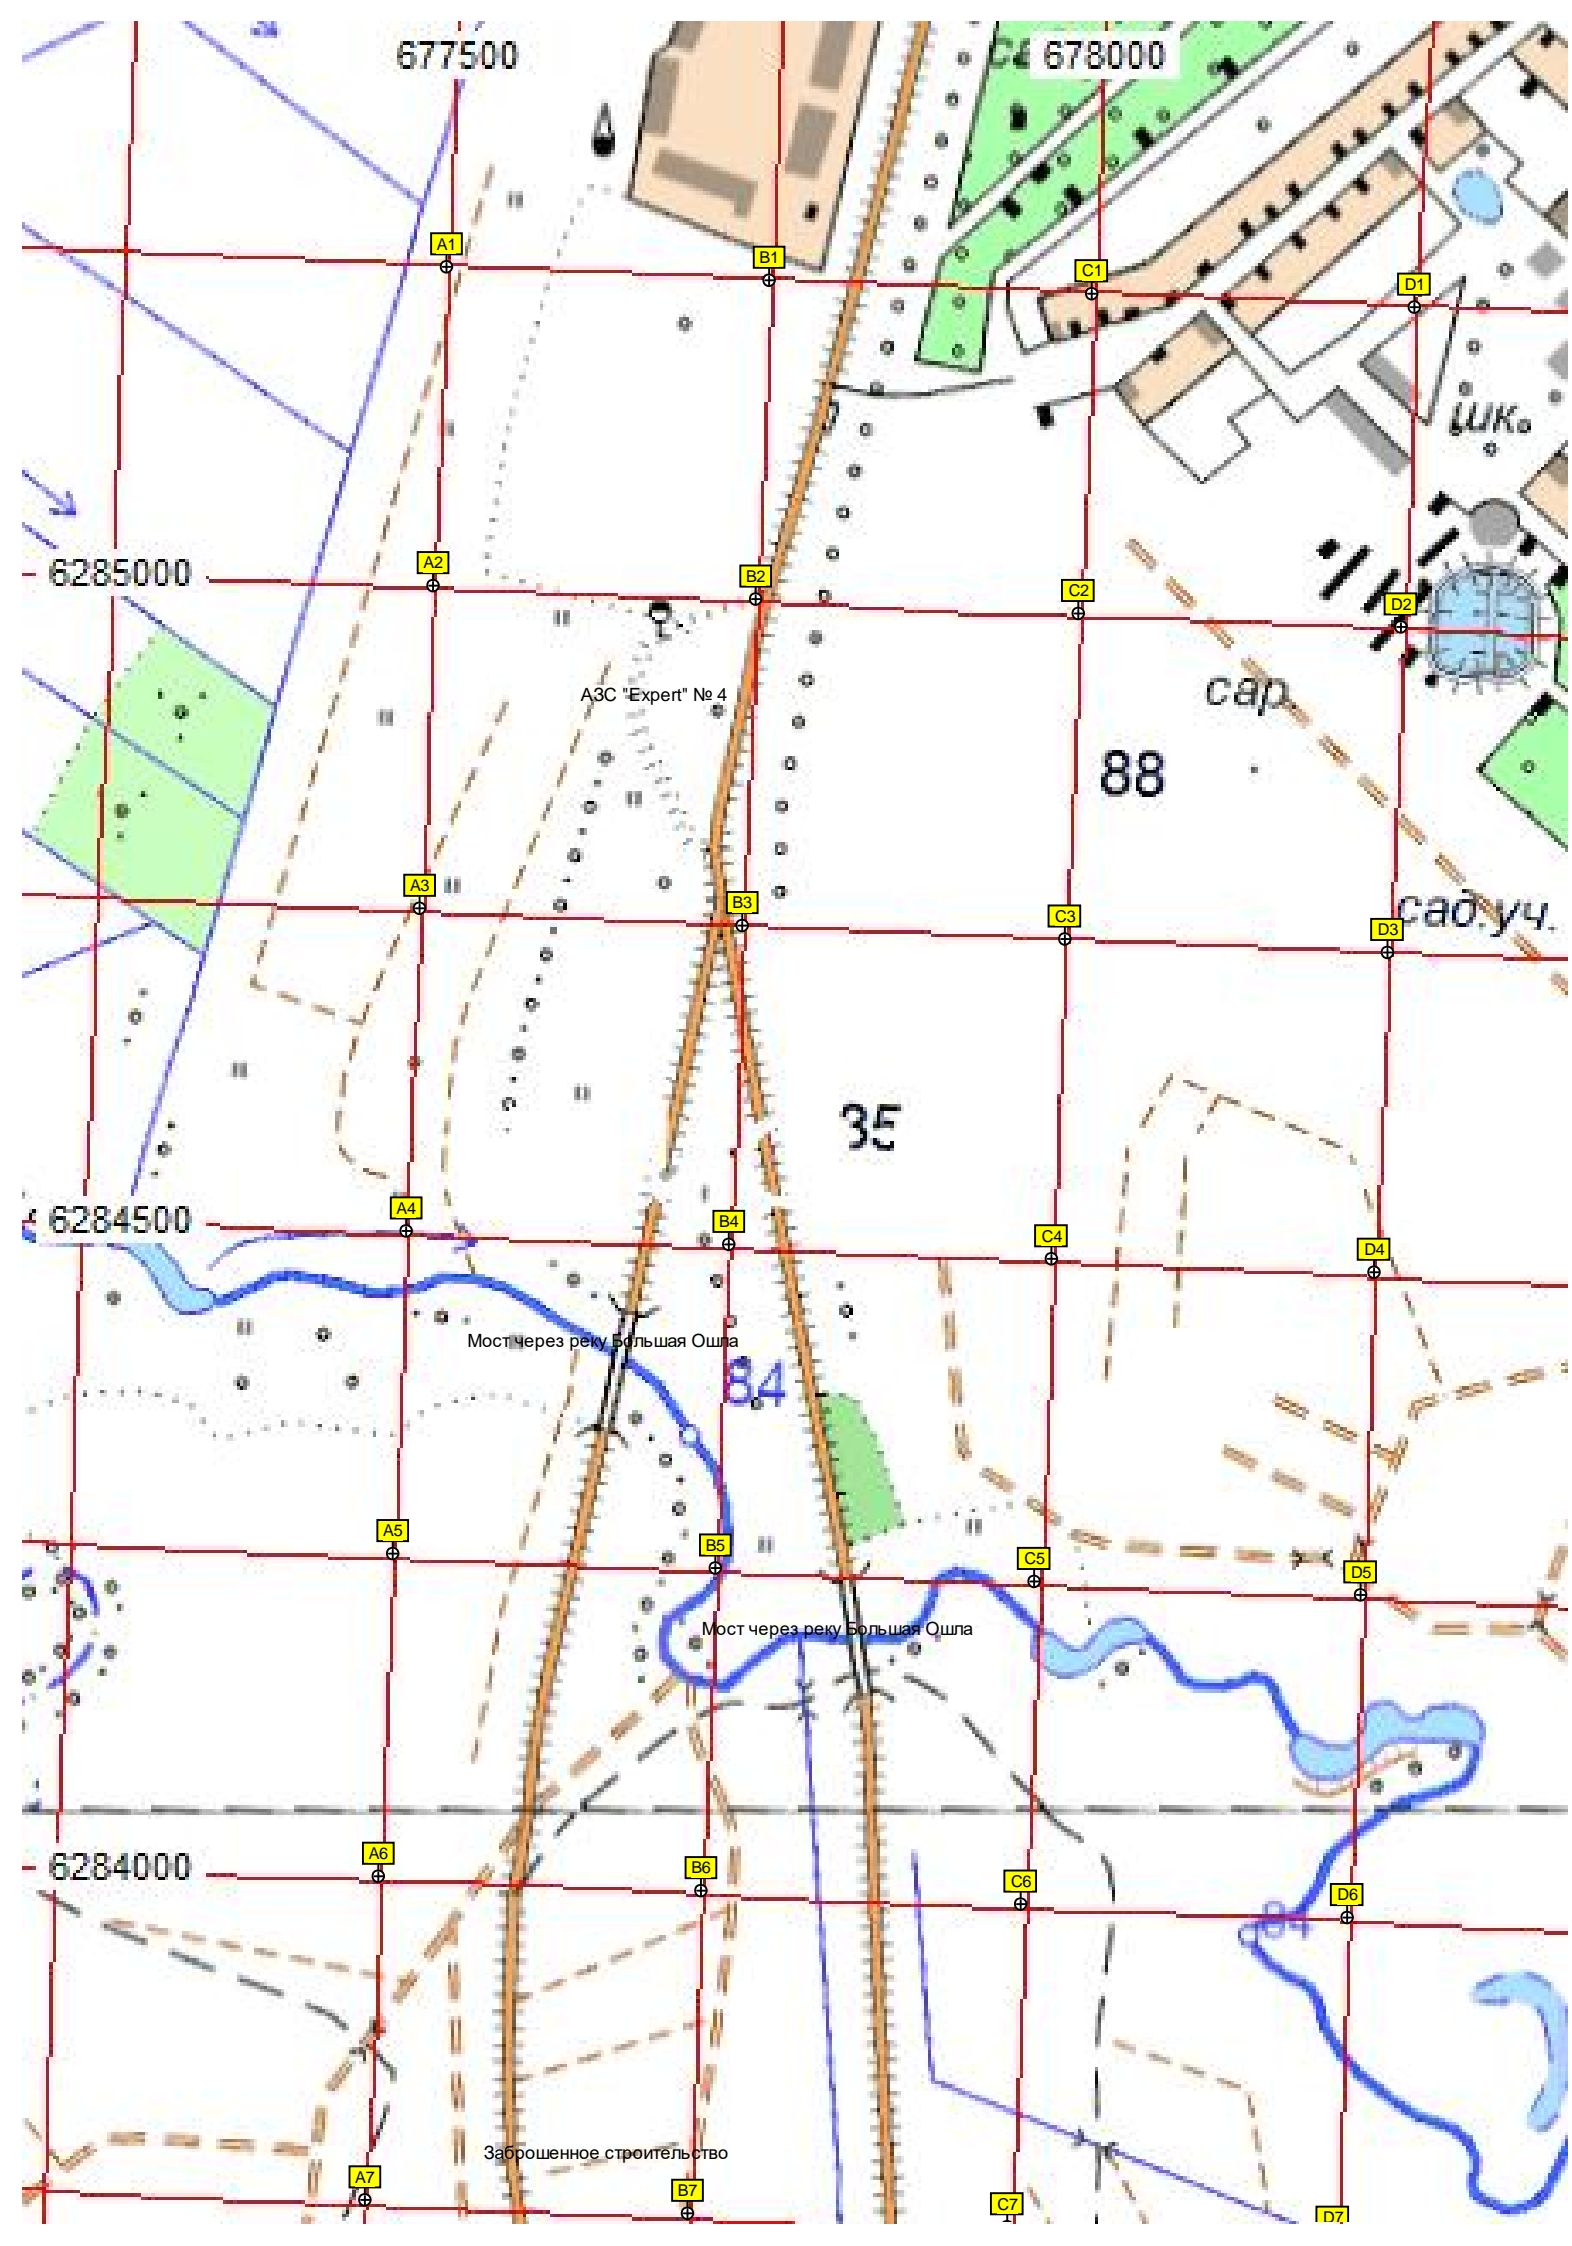 677500
678000
A1
B1
C1
D1
шк.
6285000
A2
B2
C2
D2
АЗС "Expert" № 4
сар.
88
A3
B3
C3
D3
сад.уч.
35
6284500
A4
B4
C4
D4
Мост через реку Большая Ошла
84
A5
B5
C5
D5
Мост через реку Большая Ошла
6284000
A6
B6
C6
D6
84
Заброшенное строительство
A7
B7
C7
D7